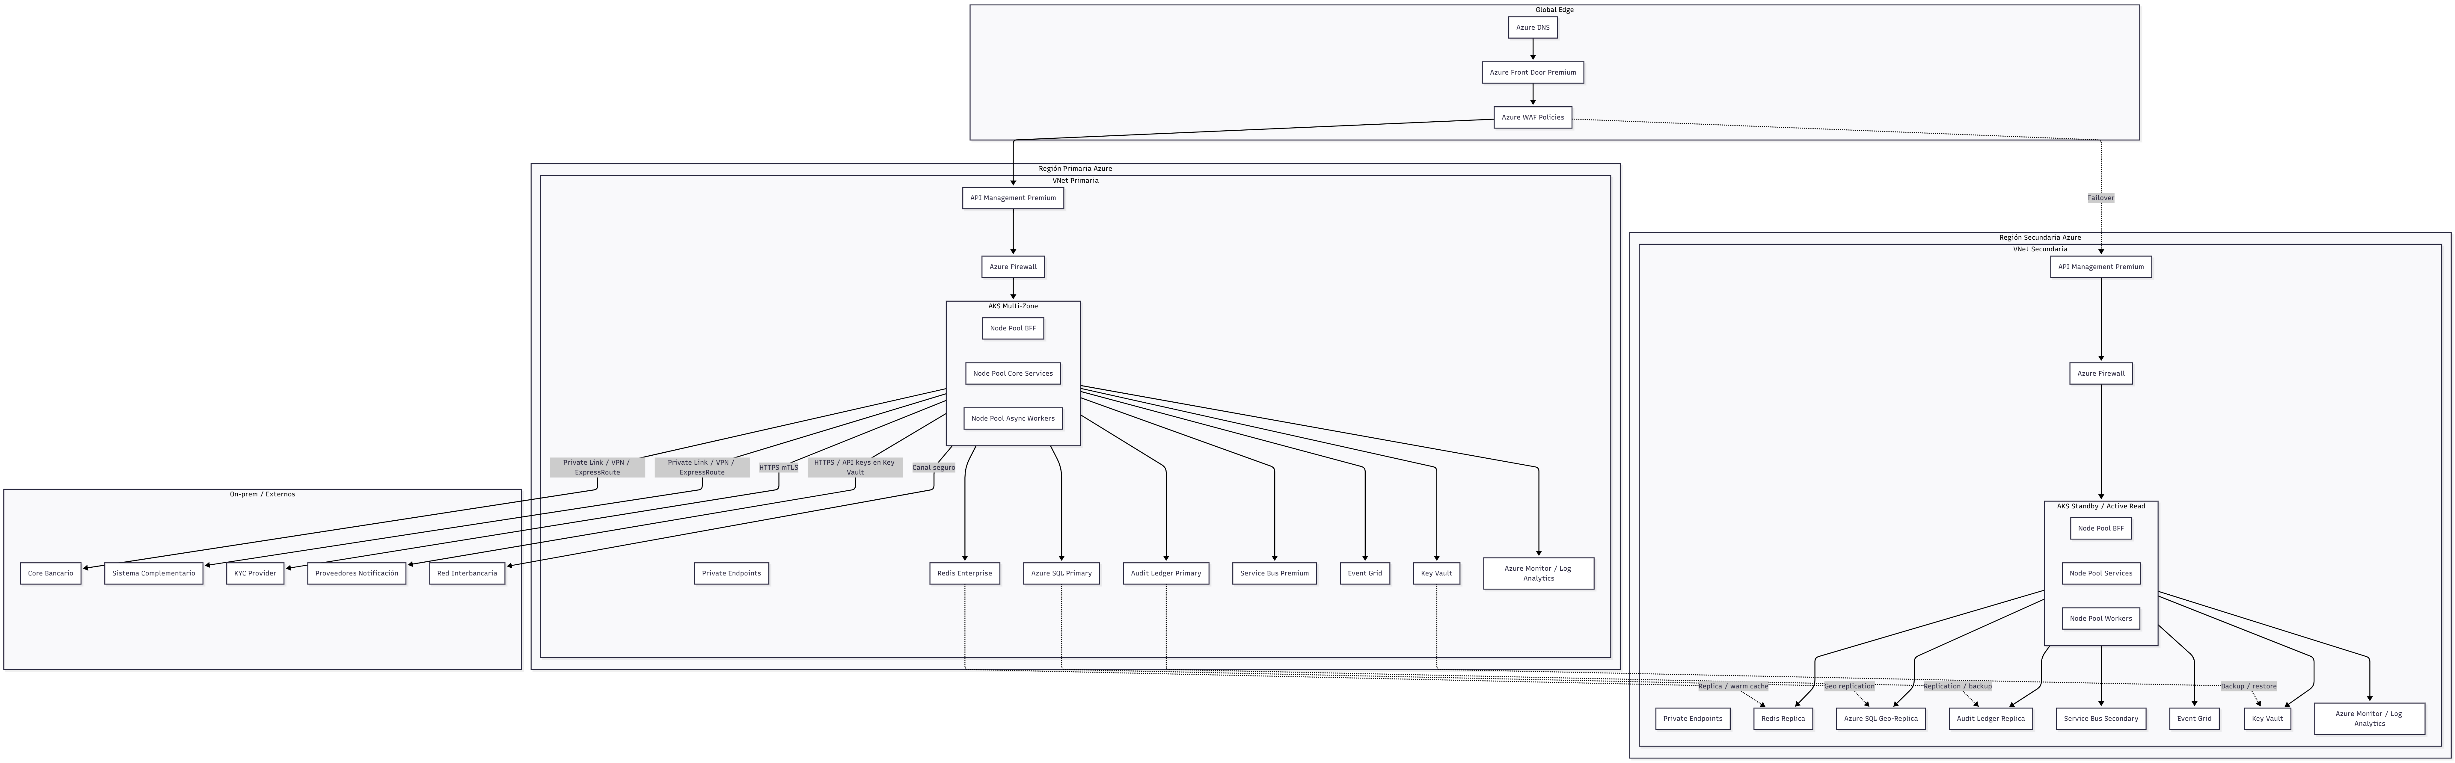 Global Edge
Azure DNS
Azure Front Door Premium
Azure WAF Policies
Failover
Región Primaria Azure
VNet Primaria
API Management Premium
Azure Firewall
AKS Multi-Zone
Node Pool BFF
Node Pool Core Services
Node Pool Async Workers
Private Link / VPN /
ExpressRoute
Private Link / VPN /
ExpressRoute
HTTPS mTLS
HTTPS / API keys en Key
Vault
Canal seguro
On-prem / Externos
Core Bancario
Sistema Complementario
KYC Provider
Proveedores Notificación
Red Interbancaria
Private Endpoints
Redis Enterprise
Azure SQL Primary
Audit Ledger Primary
Service Bus Premium
Event Grid
Key Vault
Azure Monitor / Log
Analytics
Región Secundaria Azure
VNet Secundaria
API Management Premium
Azure Firewall
AKS Standby / Active Read
Node Pool BFF
Node Pool Services
Node Pool Workers
Replica / warm cache
Geo replication
Replication / backup
Backup / restore
Private Endpoints
Redis Replica
Azure SQL Geo-Replica
Audit Ledger Replica
Service Bus Secondary
Event Grid
Key Vault
Azure Monitor / Log
Analytics